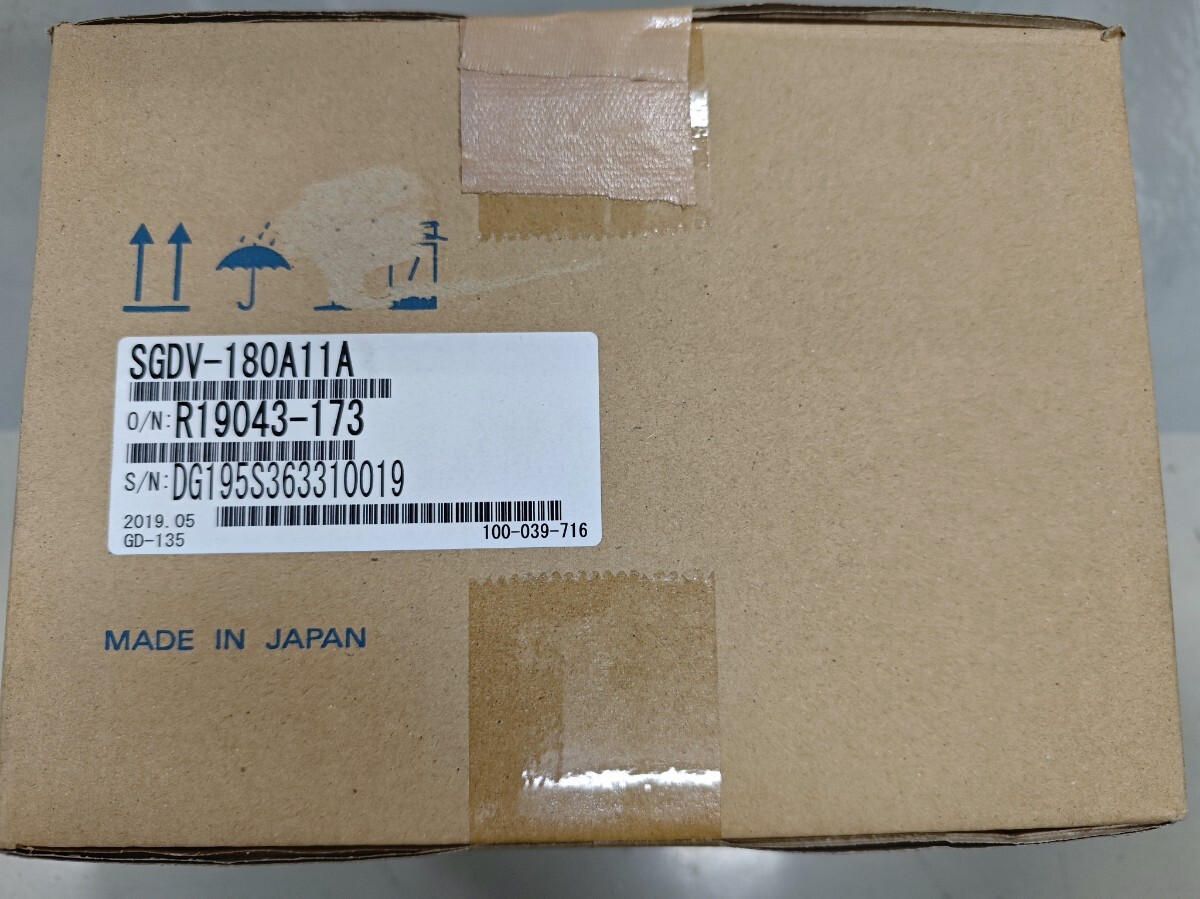 SGDV-180A11A
O/N: R19043-173
S/N: DG195S363310019
2019.05
GD-135
100-039-716
MADE IN JAPAN